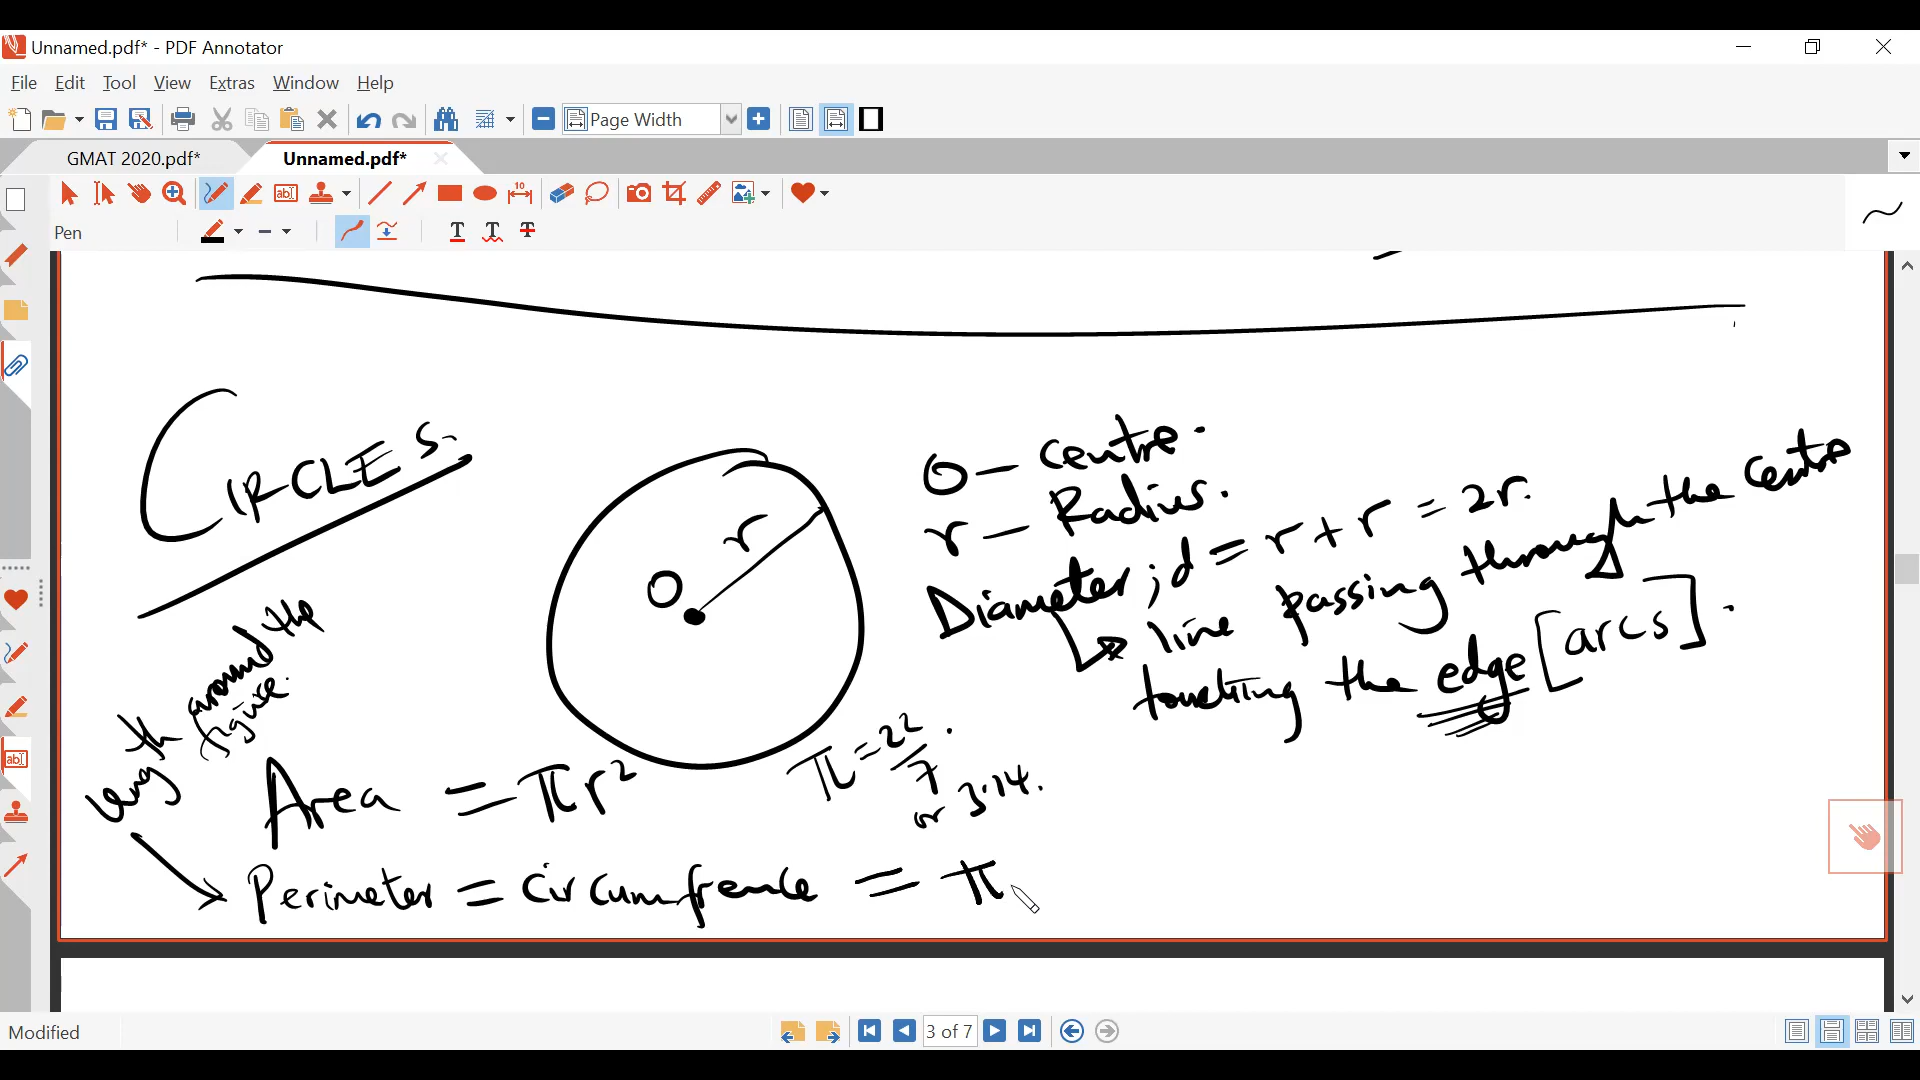 Unnamed.pdf* - PDF Annotator
File Edit Tool View Extras Window Help
Page Width
GMAT 2020.pdf* Unnamed.pdf*
Pen
CIRCLES.
r
O
O — centre.
r — Radius.
Diameter ; d = r + r = 2r.
line passing through the centre
touching the edge [arcs].
length around the
figure.
Area = πr²
π = 22/7 .
or 3.14.
Perimeter = circumfrence = π
Modified
3 of 7